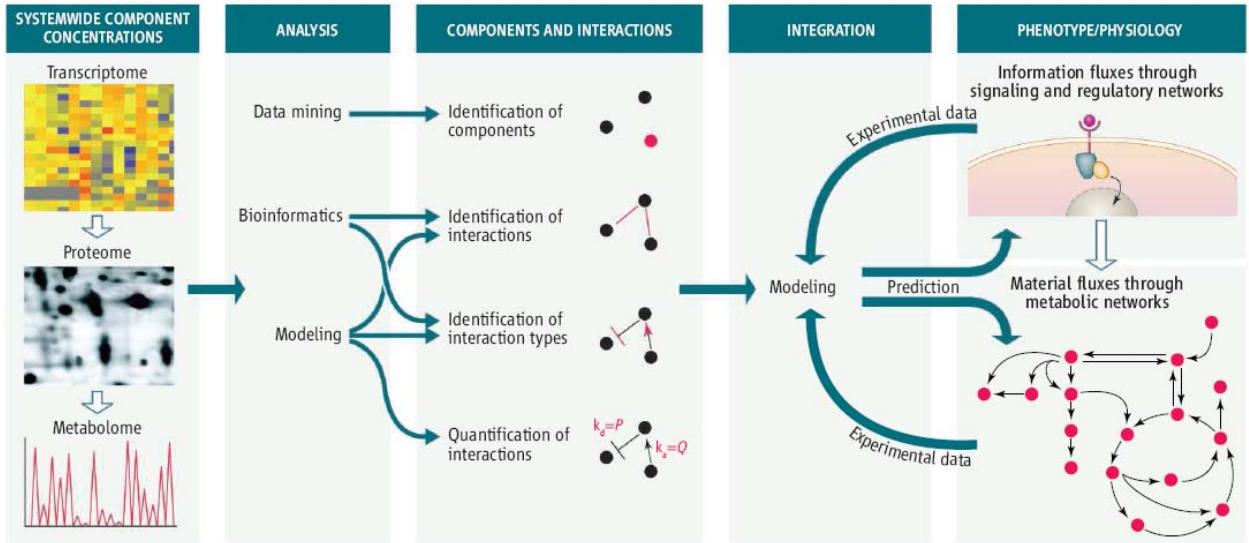 SYSTEMWIDE COMPONENT
CONCENTRATIONS
Transcriptome
Proteome
Metabolome
ANALYSIS
Data mining
Bioinformatics
Modeling
COMPONENTS AND INTERACTIONS
Identification of
components
Identification of
interactions
Identification of
interaction types
Quantification of
interactions
k_d=P
k_a=Q
INTEGRATION
Experimental data
Modeling
Prediction
Experimental data
PHENOTYPE/PHYSIOLOGY
Information fluxes through
signaling and regulatory networks
Material fluxes through
metabolic networks